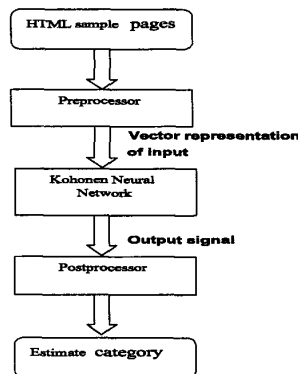 HTML sample pages
Preprocessor
Vector representation
of input
Kohonen Neural
Network
Output signal
Postprocessor
Estimate category